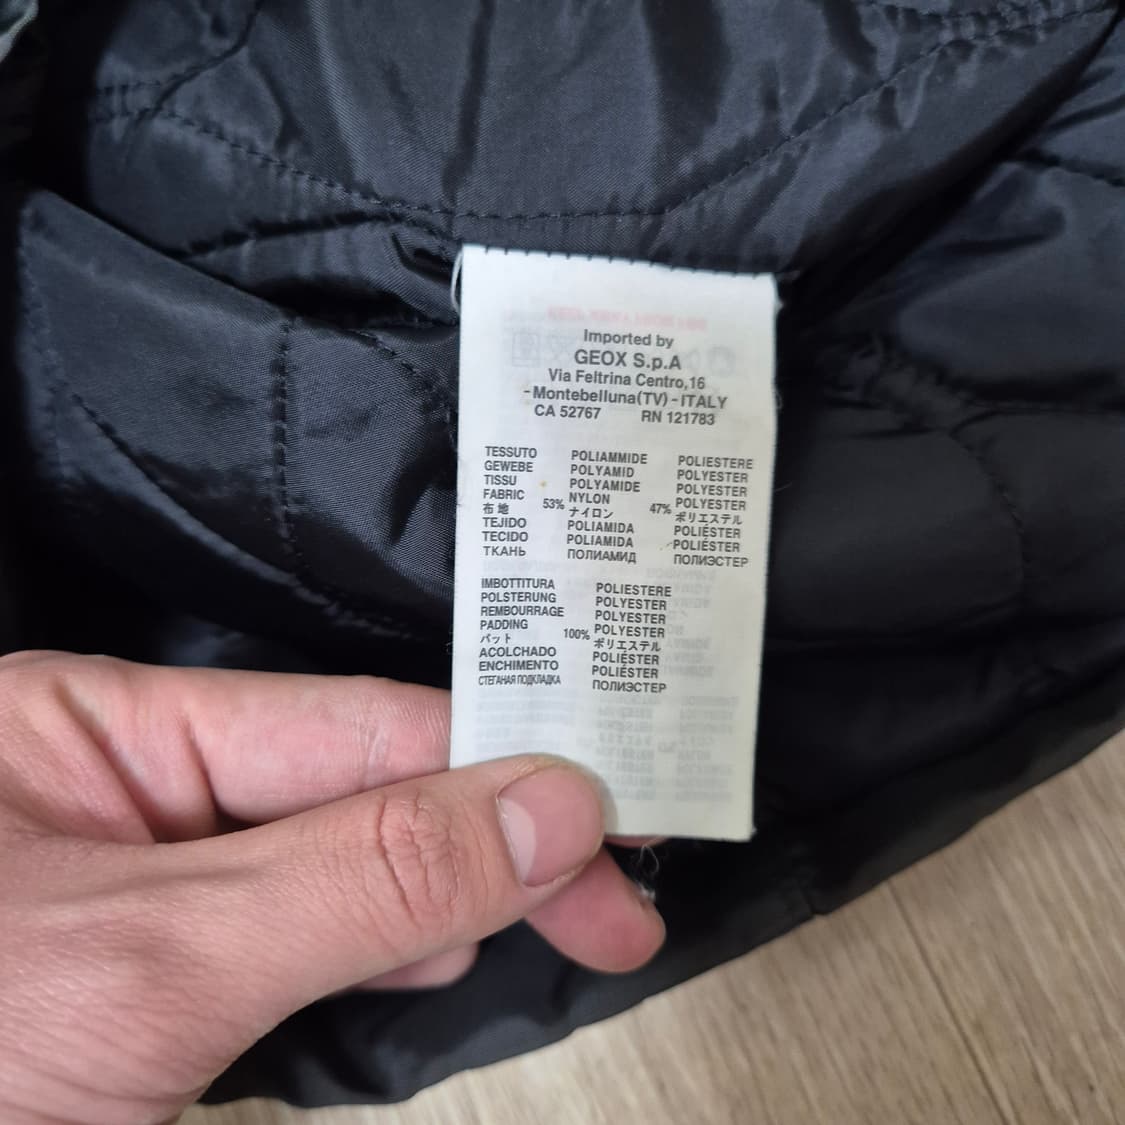 Imported by
GEOX S.p.A
Via Feltrina Centro,16
-Montebelluna(TV)-ITALY
CA 52767 RN 121783
TESSUTO POLIAMMIDE POLIESTERE
GEWEBE POLYAMID POLYESTER
TISSU POLYAMIDE POLYESTER
FABRIC 53% NYLON 47% POLYESTER
布地 ナイロン ポリエステル
TEJIDO POLIAMIDA POLIÉSTER
TECIDO POLIAMIDA POLIÉSTER
ТКАНЬ ПОЛИАМИД ПОЛИЭСТЕР
IMBOTTITURA POLIESTERE
POLSTERUNG POLYESTER
REMBOURRAGE POLYESTER
PADDING 100% POLYESTER
パット ポリエステル
ACOLCHADO POLIÉSTER
ENCHIMENTO POLIÉSTER
СТЕГАНАЯ ПОДКЛАДКА ПОЛИЭСТЕР